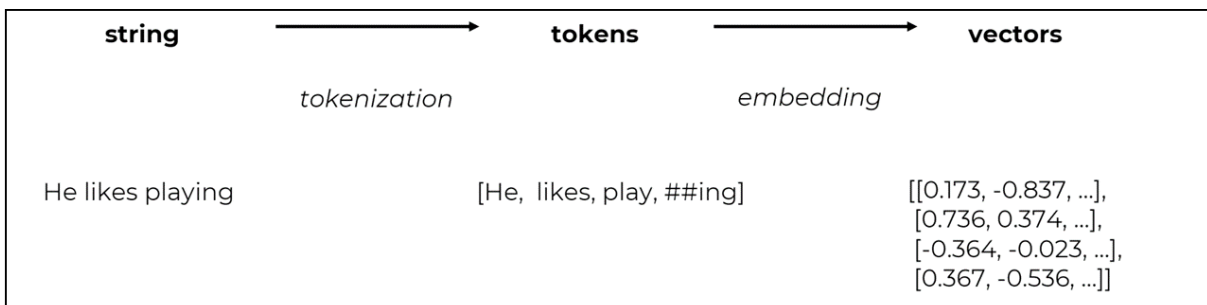 string tokens vectors
tokenization embedding
He likes playing [He, likes, play, ##ing] [[0.173, -0.837, ...],
[0.736, 0.374, ...],
[-0.364, -0.023, ...],
[0.367, -0.536, ...]]